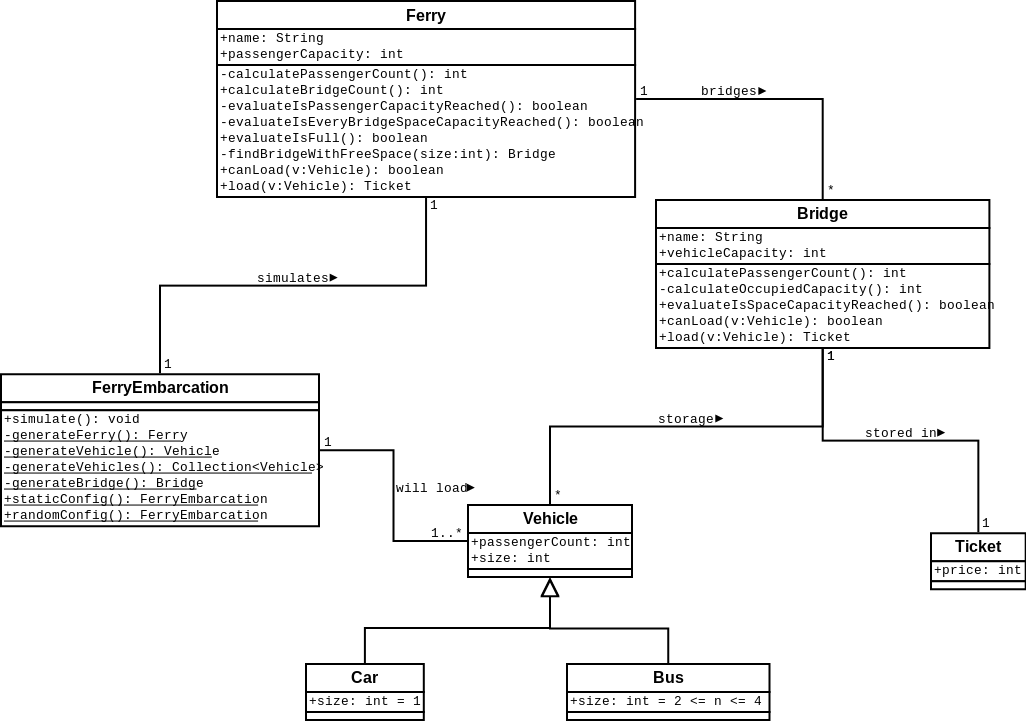 Ferry
+name: String
+passengerCapacity: int
-calculatePassengerCount(): int
+calculateBridgeCount(): int
-evaluateIsPassengerCapacityReached(): boolean
-evaluateIsEveryBridgeSpaceCapacityReached(): boolean
+evaluateIsFull(): boolean
-findBridgeWithFreeSpace(size:int): Bridge
+canLoad(v:Vehicle): boolean
+load(v:Vehicle): Ticket
1
bridges►
*
1
simulates►
1
Bridge
+name: String
+vehicleCapacity: int
+calculatePassengerCount(): int
-calculateOccupiedCapacity(): int
+evaluateIsSpaceCapacityReached(): boolean
+canLoad(v:Vehicle): boolean
+load(v:Vehicle): Ticket
1
FerryEmbarcation
+simulate(): void
-generateFerry(): Ferry
-generateVehicle(): Vehicle
-generateVehicles(): Collection<Vehicle>
-generateBridge(): Bridge
+staticConfig(): FerryEmbarcation
+randomConfig(): FerryEmbarcation
1
will load►
1..*
storage►
*
stored in►
1
Vehicle
+passengerCount: int
+size: int
Ticket
+price: int
Car
+size: int = 1
Bus
+size: int = 2 <= n <= 4